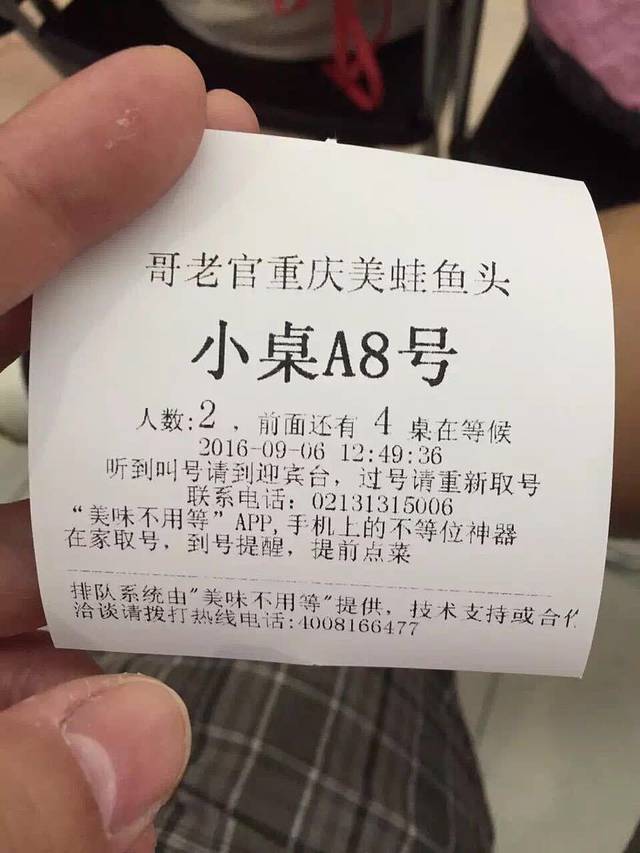 哥老官重庆美蛙鱼头
小桌A8号
人数:2 ，前面还有 4 桌在等候
2016-09-06 12:49:36
听到叫号请到迎宾台，过号请重新取号
联系电话：02131315006
“美味不用等”APP,手机上的不等位神器
在家取号，到号提醒，提前点菜
排队系统由"美味不用等"提供，技术支持或合作
洽谈请拨打热线电话:4008166477